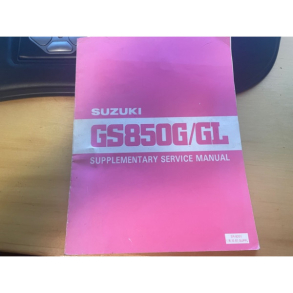 SUZUKI
GS850G/GL
SUPPLEMENTARY SERVICE MANUAL